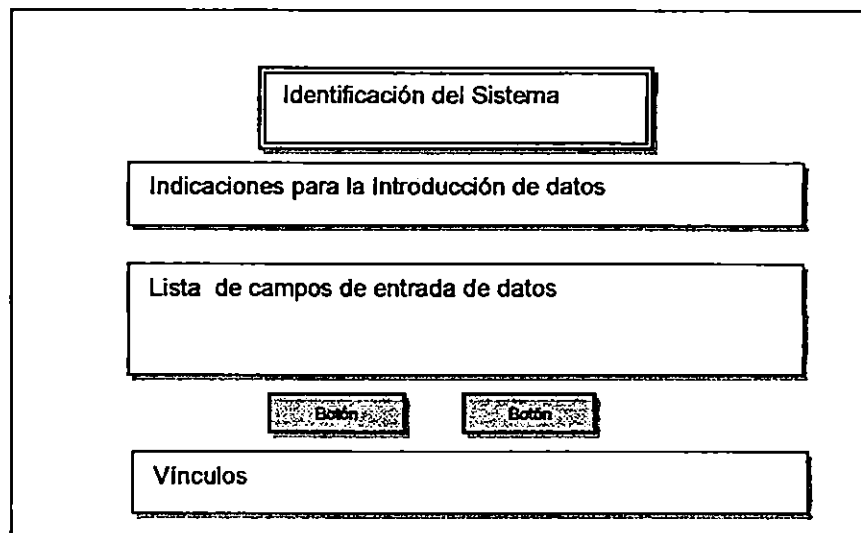 Identificación del Sistema
Indicaciones para la Introducción de datos
Lista de campos de entrada de datos
Botón
Botón
Vínculos